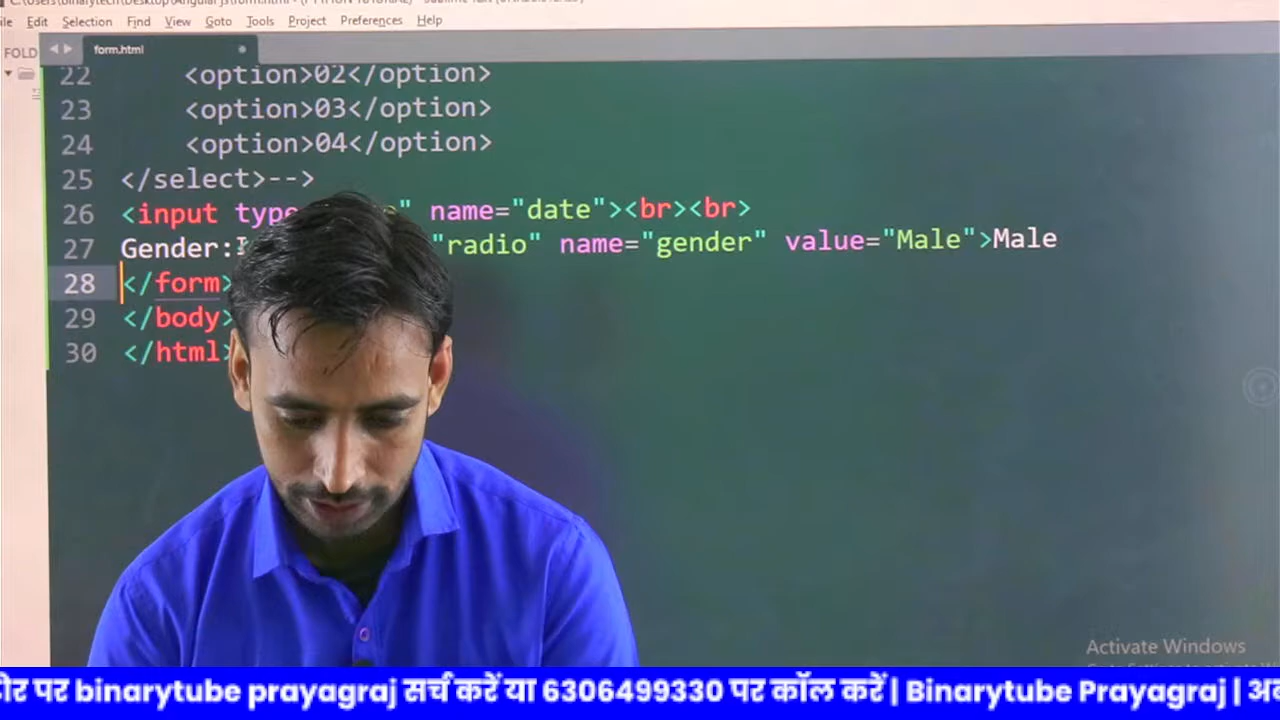 File Edit Selection Find View Goto Tools Project Preferences Help
FOLD
form.html
22 <option>02</option>
23 <option>03</option>
24 <option>04</option>
25 </select>-->
26 <input type " name="date"><br><br>
27 Gender: "radio" name="gender" value="Male">Male
28 </form>
29 </body>
30 </html>
Activate Windows
पर binarytube prayagraj सर्च करें या 6306499330 पर कॉल करें | Binarytube Prayagraj |